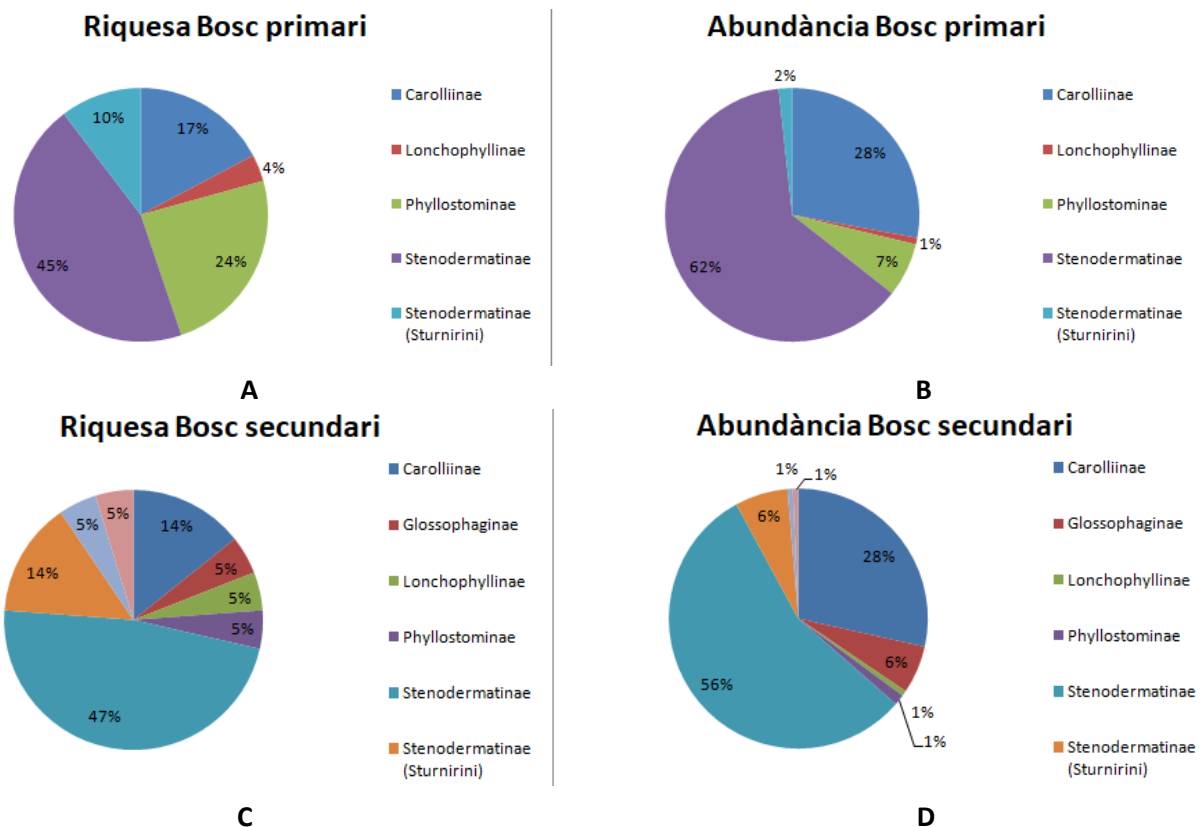 Riquesa Bosc primari
17%
4%
24%
45%
10%
Carolliinae
Lonchophyllinae
Phyllostominae
Stenodermatinae
Stenodermatinae
(Sturnirini)
A
Abundància Bosc primari
2%
28%
1%
7%
62%
Carolliinae
Lonchophyllinae
Phyllostominae
Stenodermatinae
Stenodermatinae
(Sturnirini)
B
Riquesa Bosc secundari
14%
5%
5%
5%
47%
14%
5%
5%
Carolliinae
Glossophaginae
Lonchophyllinae
Phyllostominae
Stenodermatinae
Stenodermatinae
(Sturnirini)
C
Abundància Bosc secundari
1%
1%
28%
6%
1%
1%
56%
6%
Carolliinae
Glossophaginae
Lonchophyllinae
Phyllostominae
Stenodermatinae
Stenodermatinae
(Sturnirini)
D